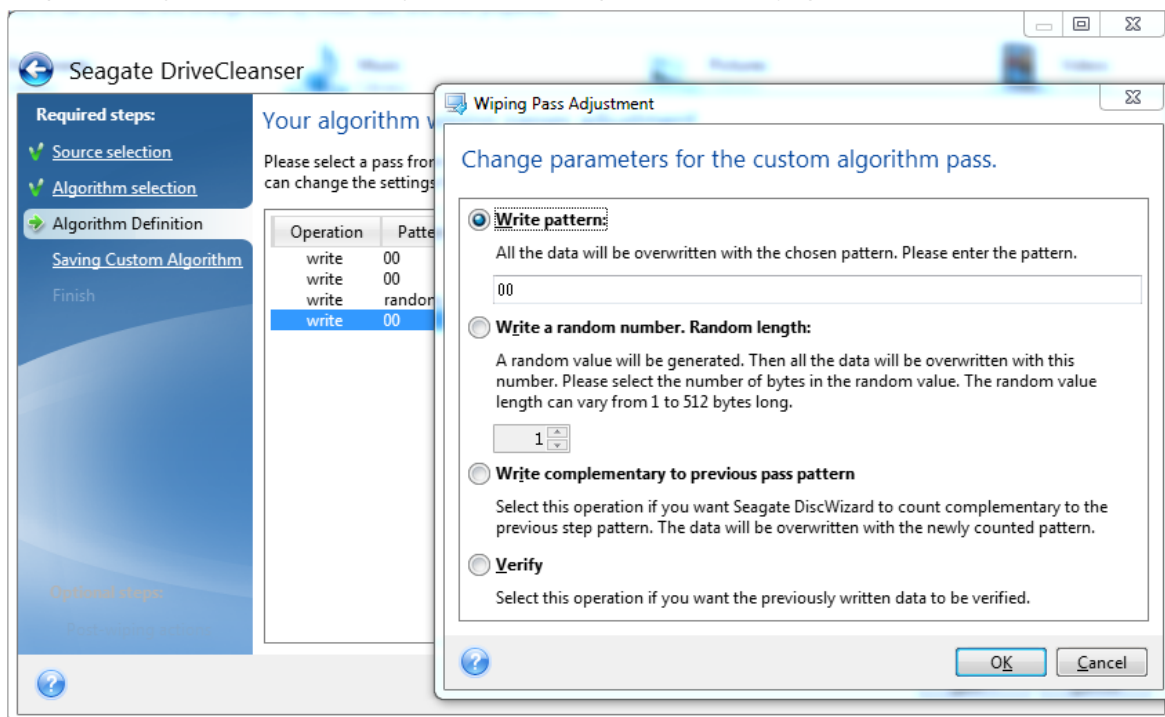 Seagate DriveCleanser
Required steps:
Source selection
Algorithm selection
Algorithm Definition
Saving Custom Algorithm
Finish
Your algorithm
Please select a pass
can change the settings
Operation
write 00
write 00
write
write 00
Wiping Pass Adjustment
Change parameters for the custom algorithm pass.
Write pattern:
All the data will be overwritten with the chosen pattern. Please enter the pattern.
00
Write a random number. Random length:
A random value will be generated. Then all the data will be overwritten with this
number. Please select the number of bytes in the random value. The random value
length can vary from 1 to 512 bytes long.
1
Write complementary to previous pass pattern
Select this operation if you want Seagate DiscWizard to count complementary to the
previous step pattern. The data will be overwritten with the newly counted pattern.
Verify
Select this operation if you want the previously written data to be verified.
OK
Cancel